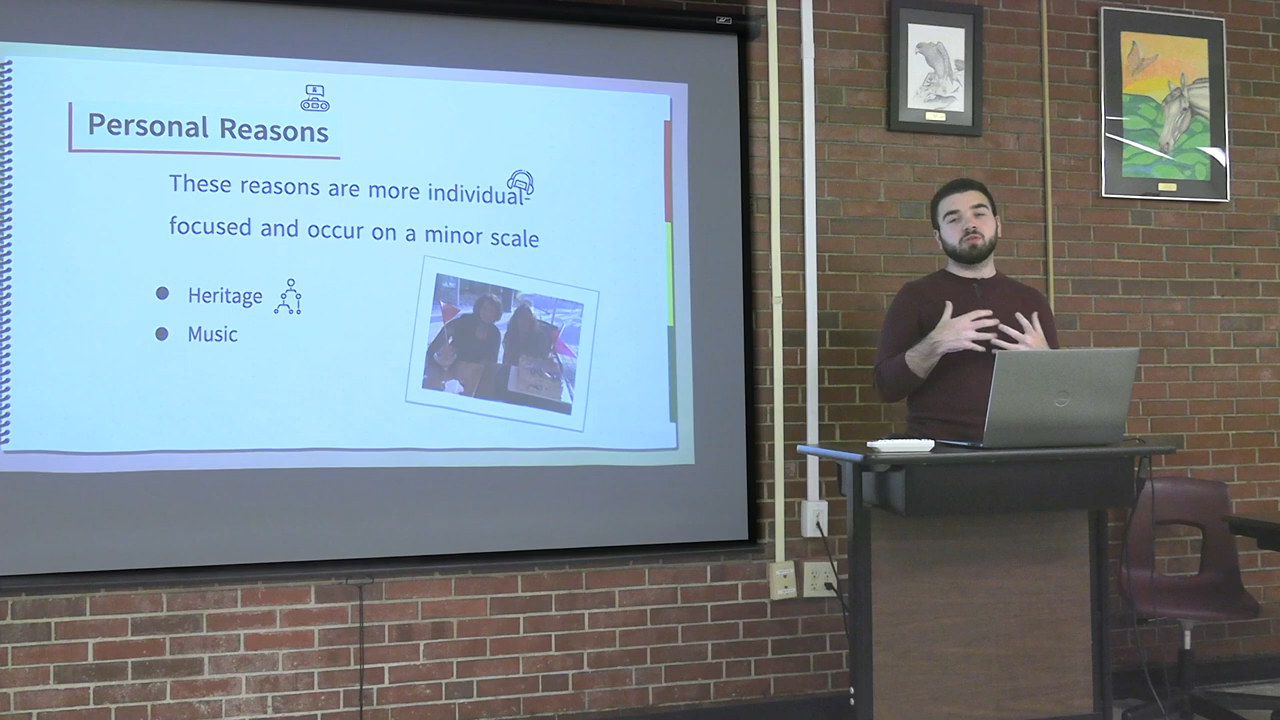 Personal Reasons
These reasons are more individual-
focused and occur on a minor scale
Heritage
Music